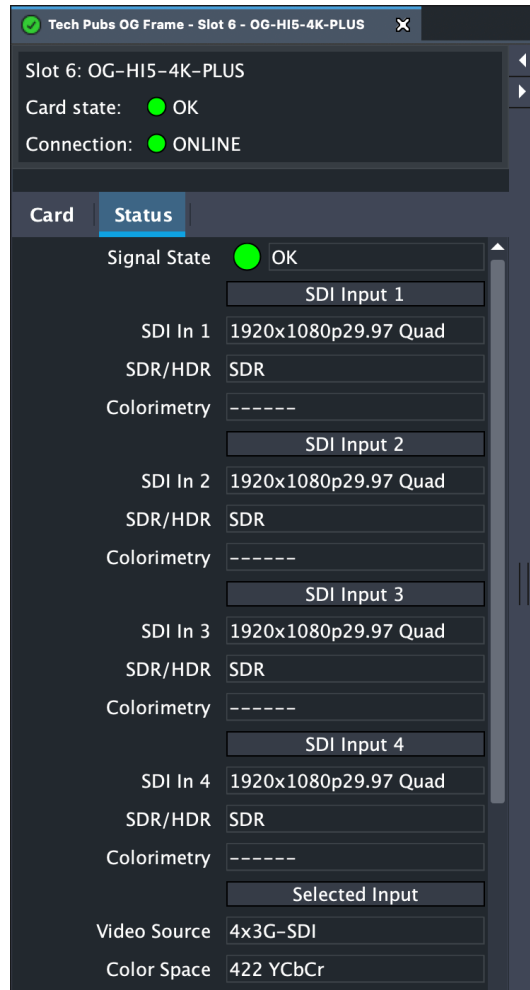 Tech Pubs OG Frame - Slot 6 - OG-HI5-4K-PLUS
Slot 6: OG-HI5-4K-PLUS
Card state: OK
Connection: ONLINE
Card Status
Signal State OK
SDI Input 1
SDI In 1 1920x1080p29.97 Quad
SDR/HDR SDR
Colorimetry ------
SDI Input 2
SDI In 2 1920x1080p29.97 Quad
SDR/HDR SDR
Colorimetry ------
SDI Input 3
SDI In 3 1920x1080p29.97 Quad
SDR/HDR SDR
Colorimetry ------
SDI Input 4
SDI In 4 1920x1080p29.97 Quad
SDR/HDR SDR
Colorimetry ------
Selected Input
Video Source 4x3G-SDI
Color Space 422 YCbCr